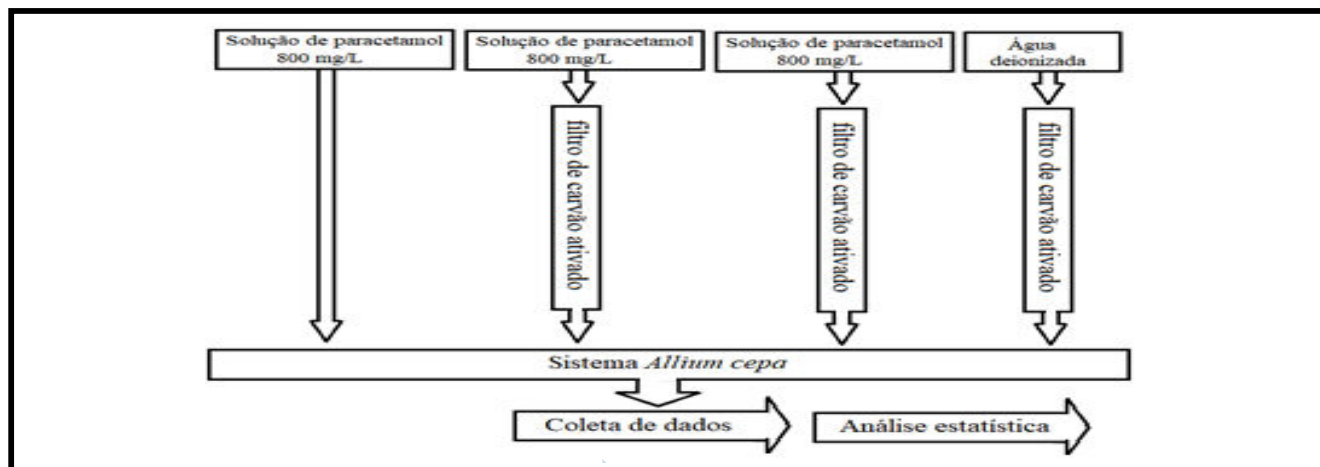 Solução de paracetamol
800 mg/L
Solução de paracetamol
800 mg/L
Solução de paracetamol
800 mg/L
Água
deionizada
filtro de carvão ativado
filtro de carvão ativado
filtro de carvão ativado
Sistema Allium cepa
Coleta de dados
Análise estatística